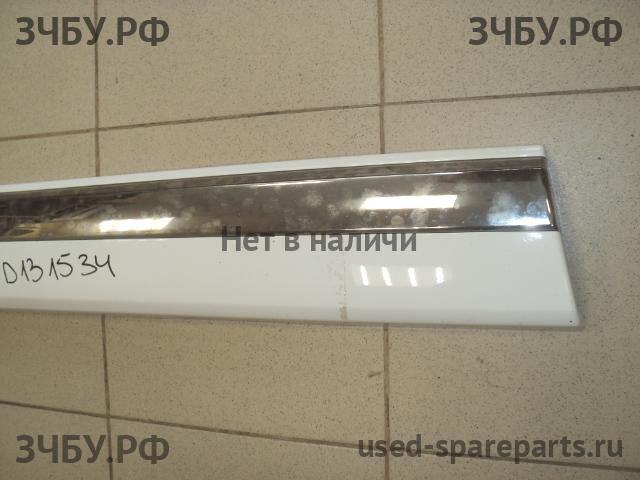 ЗЧБУ.РФ ЗЧБУ.РФ
Нет в наличи
D131534
ЗЧБУ.РФ used-spareparts.ru